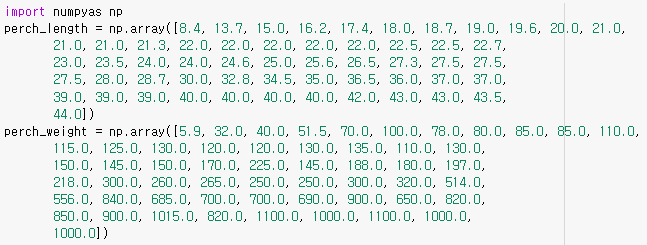 import numpyas np
perch_length = np.array([8.4, 13.7, 15.0, 16.2, 17.4, 18.0, 18.7, 19.0, 19.6, 20.0, 21.0,
21.0, 21.0, 21.3, 22.0, 22.0, 22.0, 22.0, 22.0, 22.5, 22.5, 22.7,
23.0, 23.5, 24.0, 24.0, 24.6, 25.0, 25.6, 26.5, 27.3, 27.5, 27.5,
27.5, 28.0, 28.7, 30.0, 32.8, 34.5, 35.0, 36.5, 36.0, 37.0, 37.0,
39.0, 39.0, 39.0, 40.0, 40.0, 40.0, 40.0, 42.0, 43.0, 43.0, 43.5,
44.0])
perch_weight = np.array([5.9, 32.0, 40.0, 51.5, 70.0, 100.0, 78.0, 80.0, 85.0, 85.0, 110.0,
115.0, 125.0, 130.0, 120.0, 120.0, 130.0, 135.0, 110.0, 130.0,
150.0, 145.0, 150.0, 170.0, 225.0, 145.0, 188.0, 180.0, 197.0,
218.0, 300.0, 260.0, 265.0, 250.0, 250.0, 300.0, 320.0, 514.0,
556.0, 840.0, 685.0, 700.0, 700.0, 690.0, 900.0, 650.0, 820.0,
850.0, 900.0, 1015.0, 820.0, 1100.0, 1000.0, 1100.0, 1000.0,
1000.0])